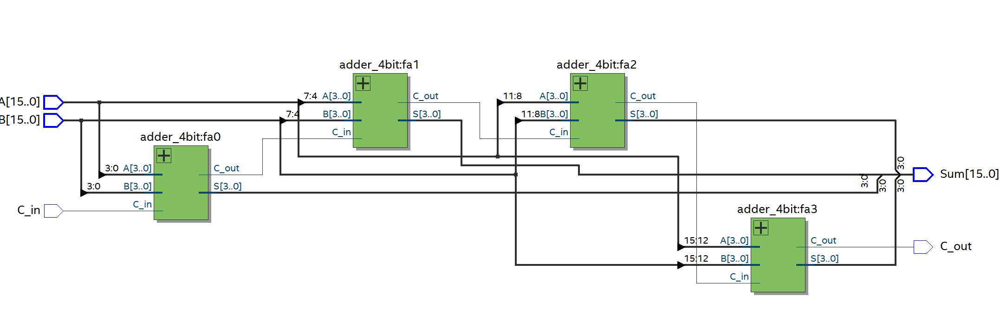 adder_4bit:fa1
adder_4bit:fa2
A[15..0]
7:4 A[3..0]
C_out
11:8 A[3..0]
C_out
B[15..0]
7:4 B[3..0]
S[3..0]
11:8 B[3..0]
S[3..0]
C_in
C_in
adder_4bit:fa0
3:0
3:0 A[3..0]
C_out
3:0
3:0
3:0
Sum[15..0]
3:0 B[3..0]
S[3..0]
C_in
C_in
adder_4bit:fa3
15:12 A[3..0]
C_out
C_out
15:12 B[3..0]
S[3..0]
C_in